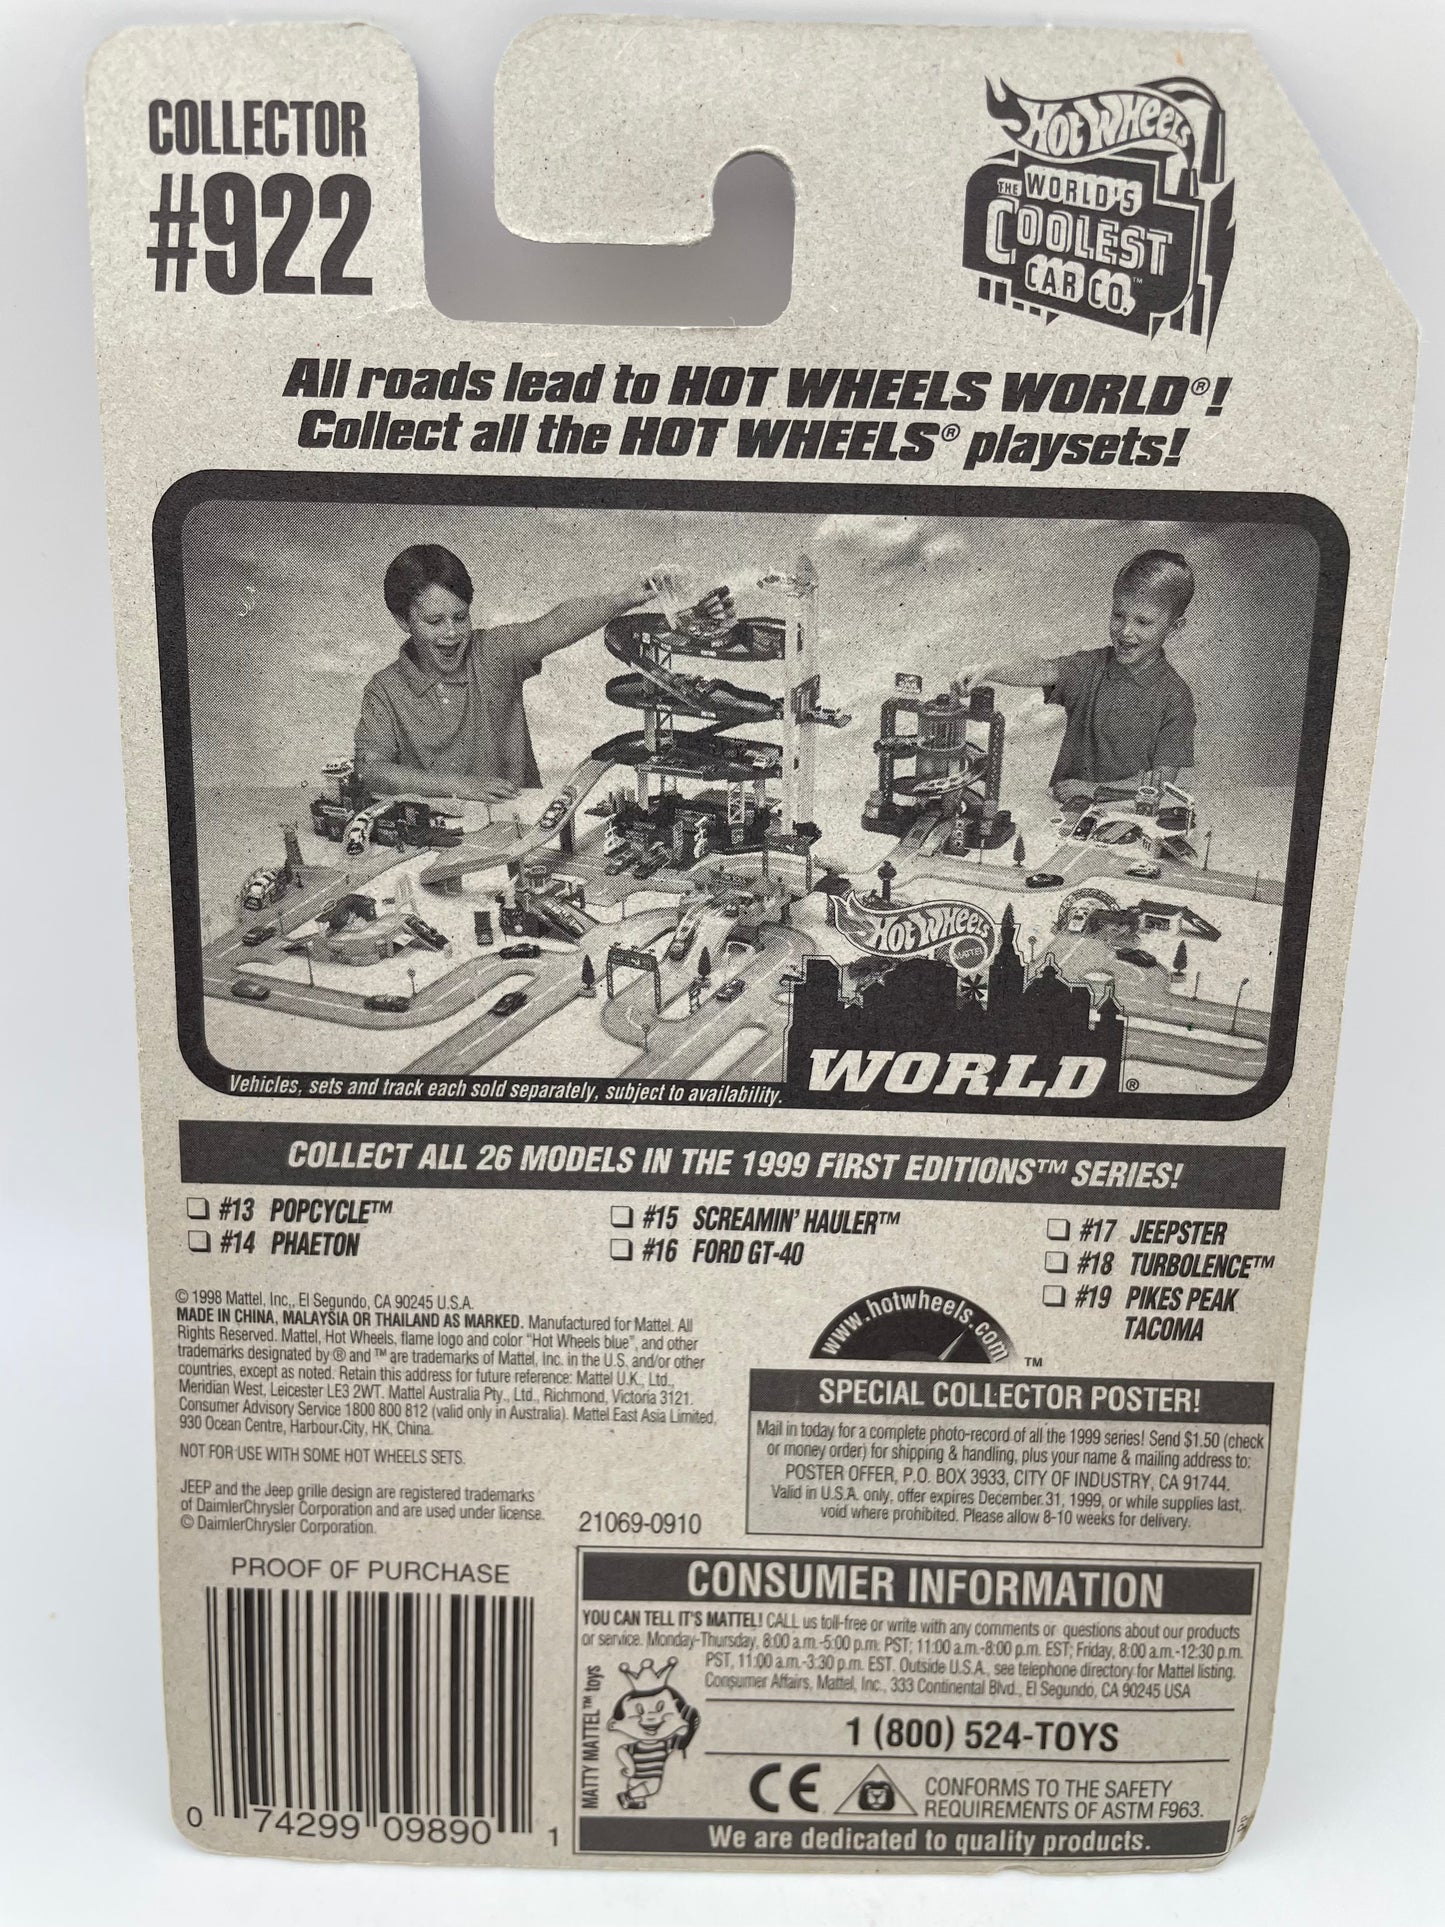 COLLECTOR
#922
HOT WHEELS
THE WORLD'S
COOLEST
CAR CO.™
All roads lead to HOT WHEELS WORLD®!
Collect all the HOT WHEELS® playsets!
HOT WHEELS
MATTEL
WORLD®
Vehicles, sets and track each sold separately, subject to availability.
COLLECT ALL 26 MODELS IN THE 1999 FIRST EDITIONS™ SERIES!
❏ #13 POPCYCLE™
❏ #14 PHAETON
❏ #15 SCREAMIN' HAULER™
❏ #16 FORD GT-40
❏ #17 JEEPSTER
❏ #18 TURBOLENCE™
❏ #19 PIKES PEAK
TACOMA
© 1998 Mattel, Inc., El Segundo, CA 90245 U.S.A.
MADE IN CHINA, MALAYSIA OR THAILAND AS MARKED. Manufactured for Mattel. All
Rights Reserved. Mattel, Hot Wheels, flame logo and color "Hot Wheels blue", and other
trademarks designated by ® and ™ are trademarks of Mattel, Inc. in the U.S. and/or other
countries, except as noted. Retain this address for future reference: Mattel U.K., Ltd.,
Meridian West, Leicester LE3 2WT. Mattel Australia Pty., Ltd., Richmond, Victoria 3121.
Consumer Advisory Service 1800 800 812 (valid only in Australia). Mattel East Asia Limited,
930 Ocean Centre, Harbour City, HK, China.
NOT FOR USE WITH SOME HOT WHEELS SETS.
JEEP and the Jeep grille design are registered trademarks
of DaimlerChrysler Corporation and are used under license.
© DaimlerChrysler Corporation.
21069-0910
www.hotwheels.com
™
SPECIAL COLLECTOR POSTER!
Mail in today for a complete photo-record of all the 1999 series! Send $1.50 (check
or money order) for shipping & handling, plus your name & mailing address to:
POSTER OFFER, P.O. BOX 3933, CITY OF INDUSTRY, CA 91744.
Valid in U.S.A. only, offer expires December 31, 1999, or while supplies last,
void where prohibited. Please allow 8-10 weeks for delivery.
PROOF OF PURCHASE
0 74299 09890 1
CONSUMER INFORMATION
YOU CAN TELL IT'S MATTEL! CALL us toll-free or write with any comments or questions about our products
or service. Monday-Thursday, 8:00 a.m.-5:00 p.m. PST; 11:00 a.m.-8:00 p.m. EST; Friday, 8:00 a.m.-12:30 p.m.
PST, 11:00 a.m.-3:30 p.m. EST. Outside U.S.A., see telephone directory for Mattel listing.
Consumer Affairs, Mattel, Inc., 333 Continental Blvd., El Segundo, CA 90245 USA
MATTY MATTEL™ toys
1 (800) 524-TOYS
CE
CONFORMS TO THE SAFETY
REQUIREMENTS OF ASTM F963.
We are dedicated to quality products.